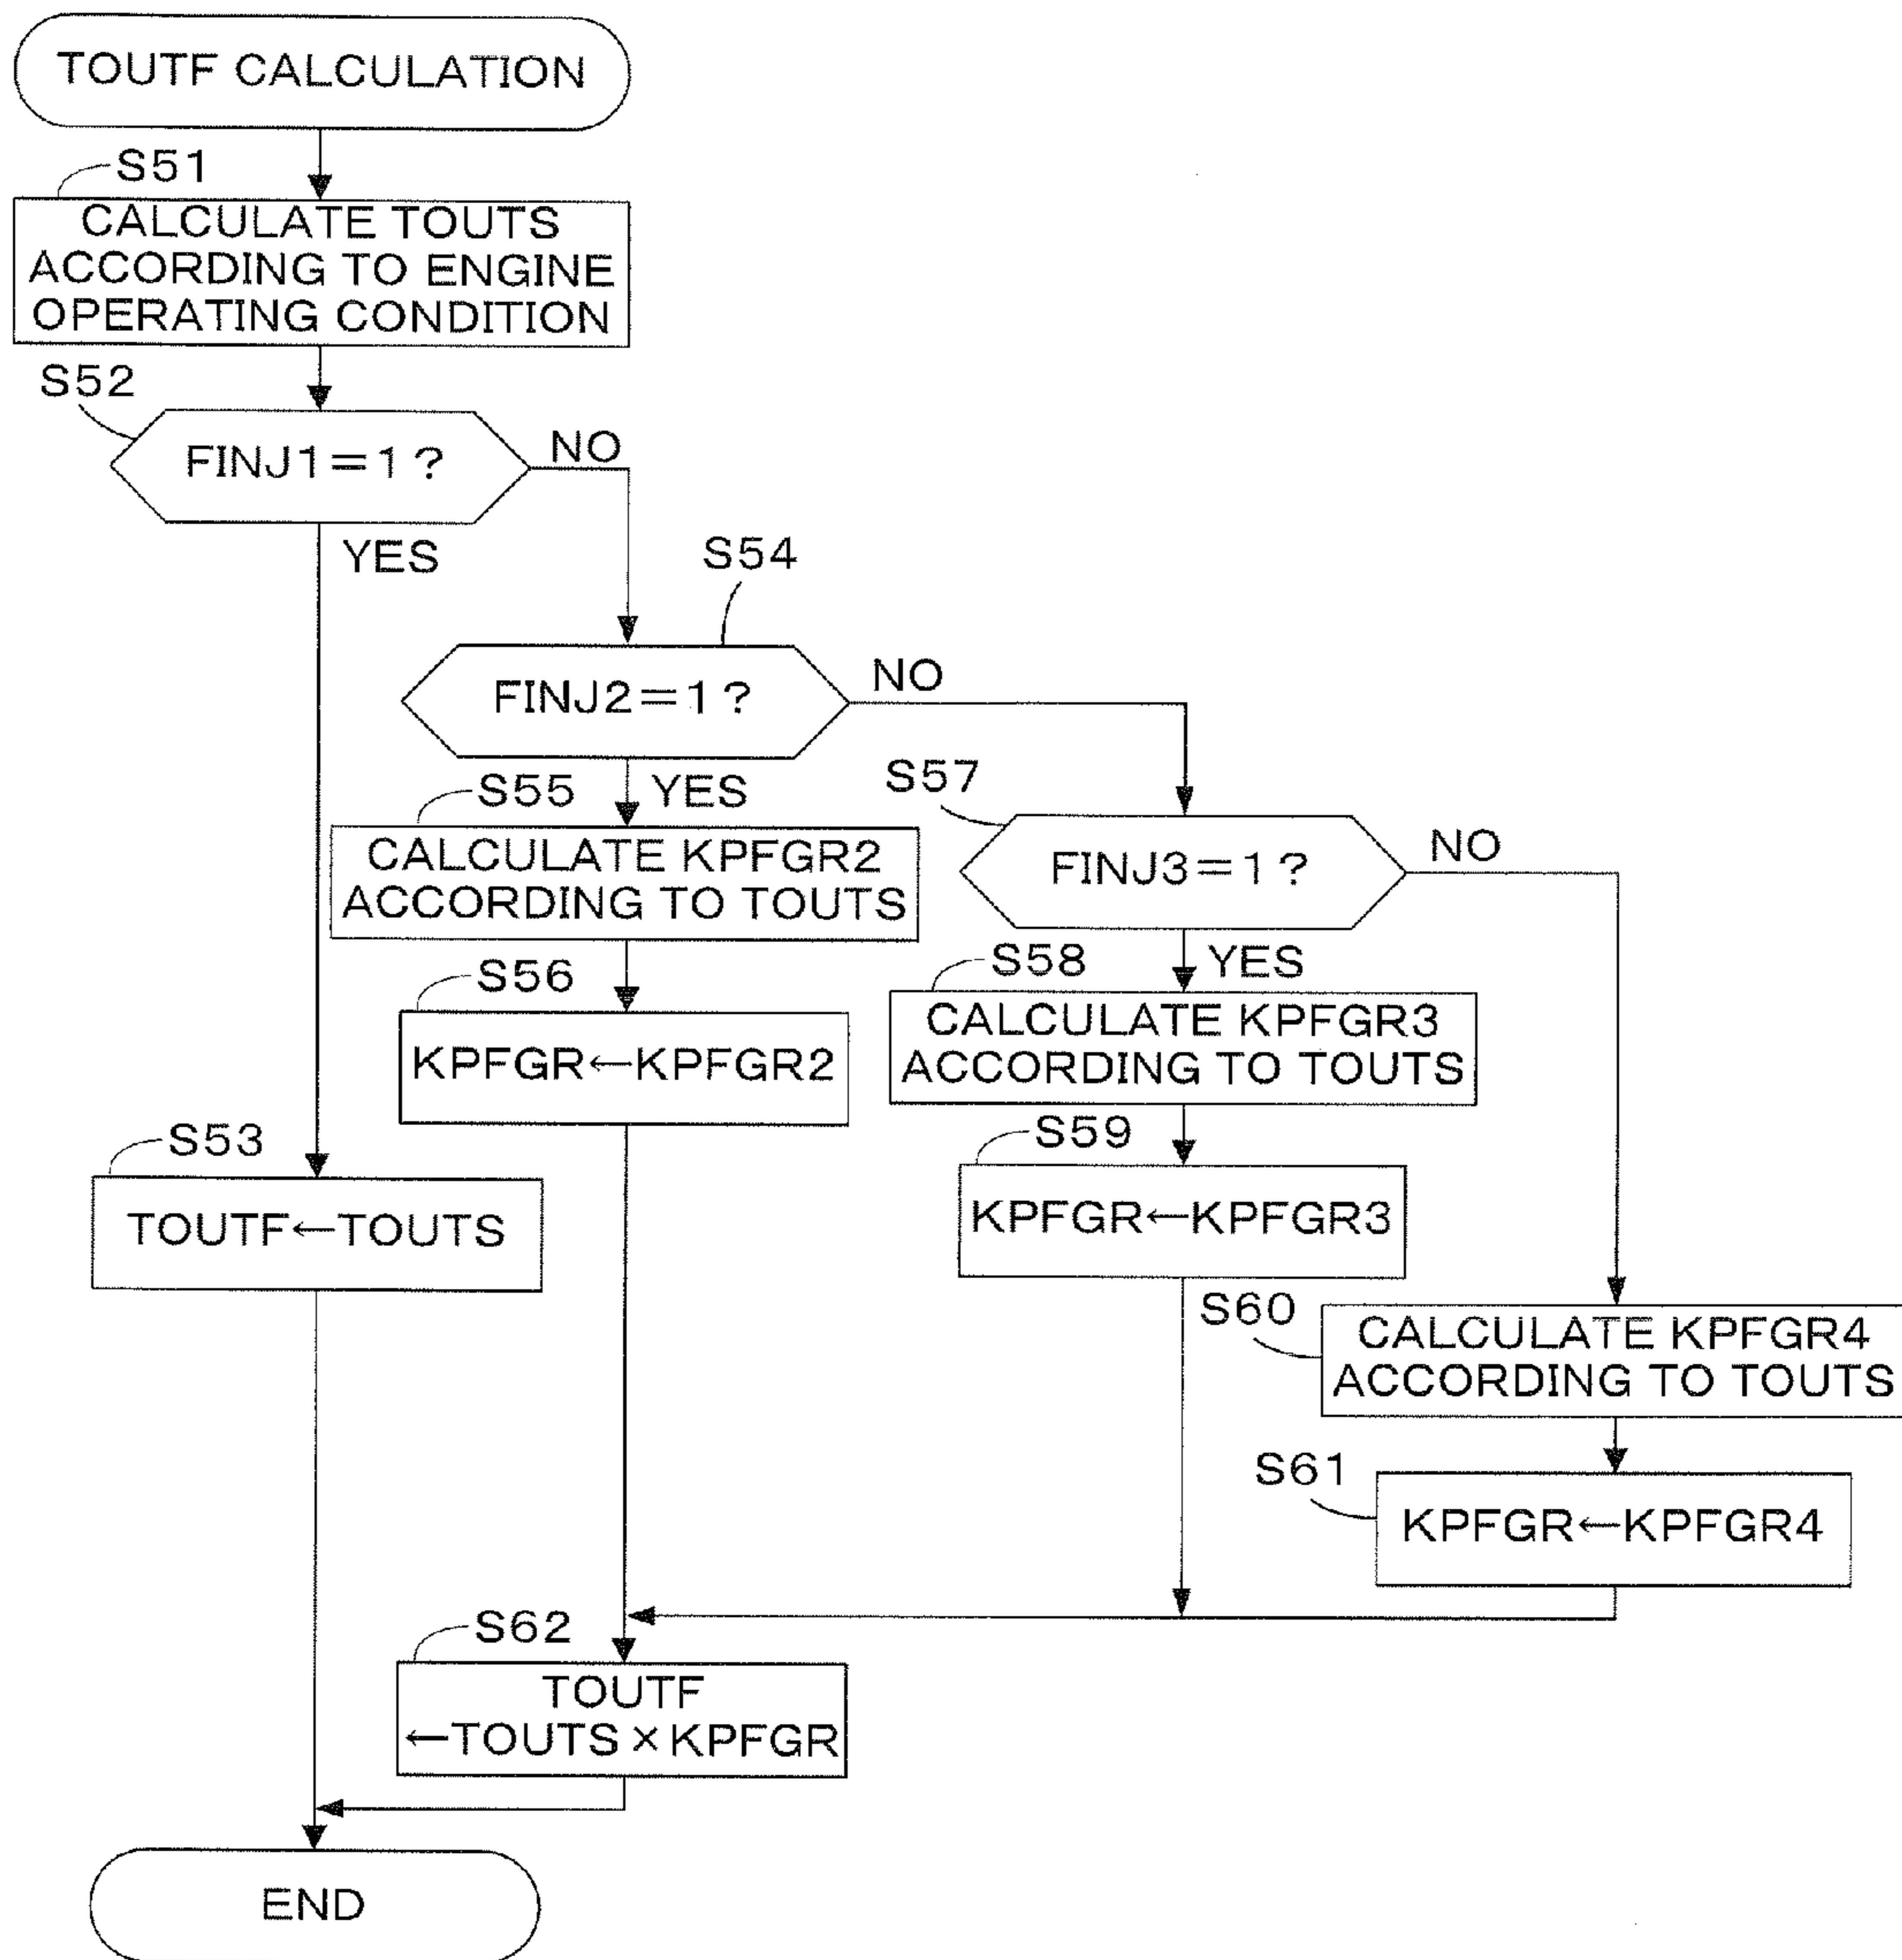 TOUTF CALCULATION
S51
CALCULATE TOUTS
ACCORDING TO ENGINE
OPERATING CONDITION
S52
FINJ1=1?
NO
YES
S54
FINJ2=1?
NO
S55
YES
CALCULATE KPFGR2
ACCORDING TO TOUTS
S57
FINJ3=1?
NO
S56
KPFGR←KPFGR2
S58
YES
CALCULATE KPFGR3
ACCORDING TO TOUTS
S53
TOUTF←TOUTS
S59
KPFGR←KPFGR3
S60
CALCULATE KPFGR4
ACCORDING TO TOUTS
S61
KPFGR←KPFGR4
S62
TOUTF
←TOUTS×KPFGR
END